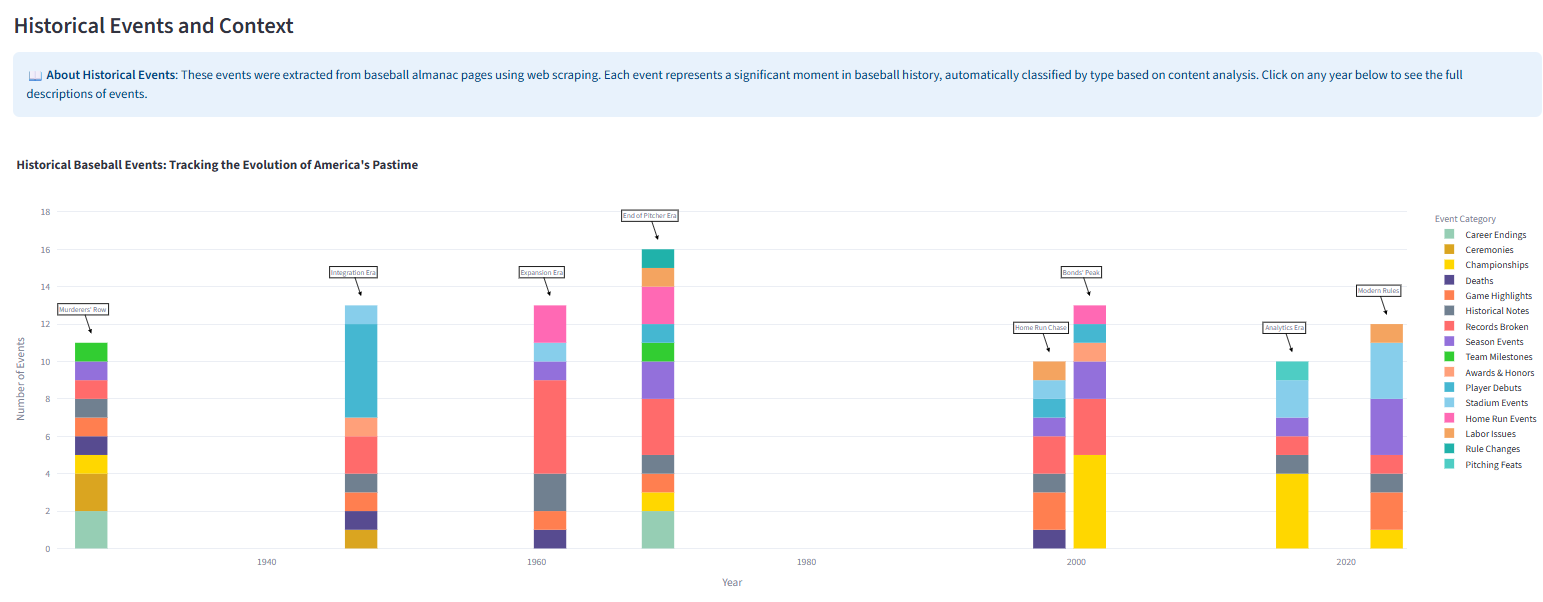 Historical Events and Context
📖 About Historical Events: These events were extracted from baseball almanac pages using web scraping. Each event represents a significant moment in baseball history, automatically classified by type based on content analysis. Click on any year below to see the full
descriptions of events.
Historical Baseball Events: Tracking the Evolution of America's Pastime
18
16
14
12
10
8
6
4
2
0
Number of Events
Murderers' Row
Integration Era
Expansion Era
End of Pitcher Era
Home Run Chase
Bonds' Peak
Analytics Era
Modern Rules
1940
1960
1980
2000
2020
Year
Event Category
Career Endings
Ceremonies
Championships
Deaths
Game Highlights
Historical Notes
Records Broken
Season Events
Team Milestones
Awards & Honors
Player Debuts
Stadium Events
Home Run Events
Labor Issues
Rule Changes
Pitching Feats